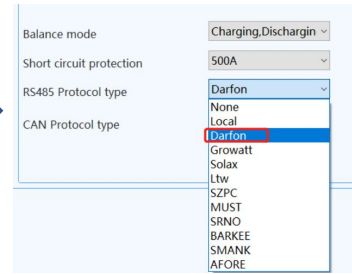 Balance mode Charging,Dischargin
Short circuit protection 500A
RS485 Protocol type Darfon
CAN Protocol type
None
Local
Darfon
Growatt
Solax
Ltw
SZPC
MUST
SRNO
BARKEE
SMANK
AFORE